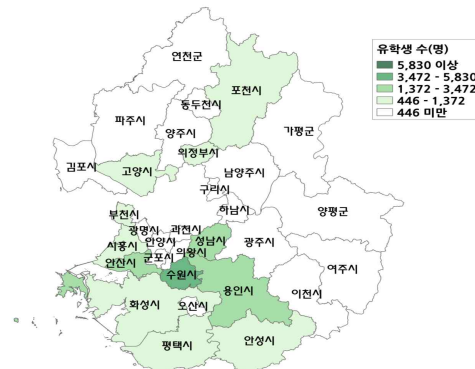 유학생 수(명)
5,830 이상
3,472 - 5,830
1,372 - 3,472
446 - 1,372
446 미만
연천군
포천시
동두천시
파주시
양주시
가평군
의정부시
김포시
고양시
남양주시
구리시
하남시
양평군
부천시
광명시
과천시
안양시
성남시
광주시
시흥시
의왕시
안산시
군포시
수원시
여주시
용인시
이천시
화성시
오산시
평택시
안성시